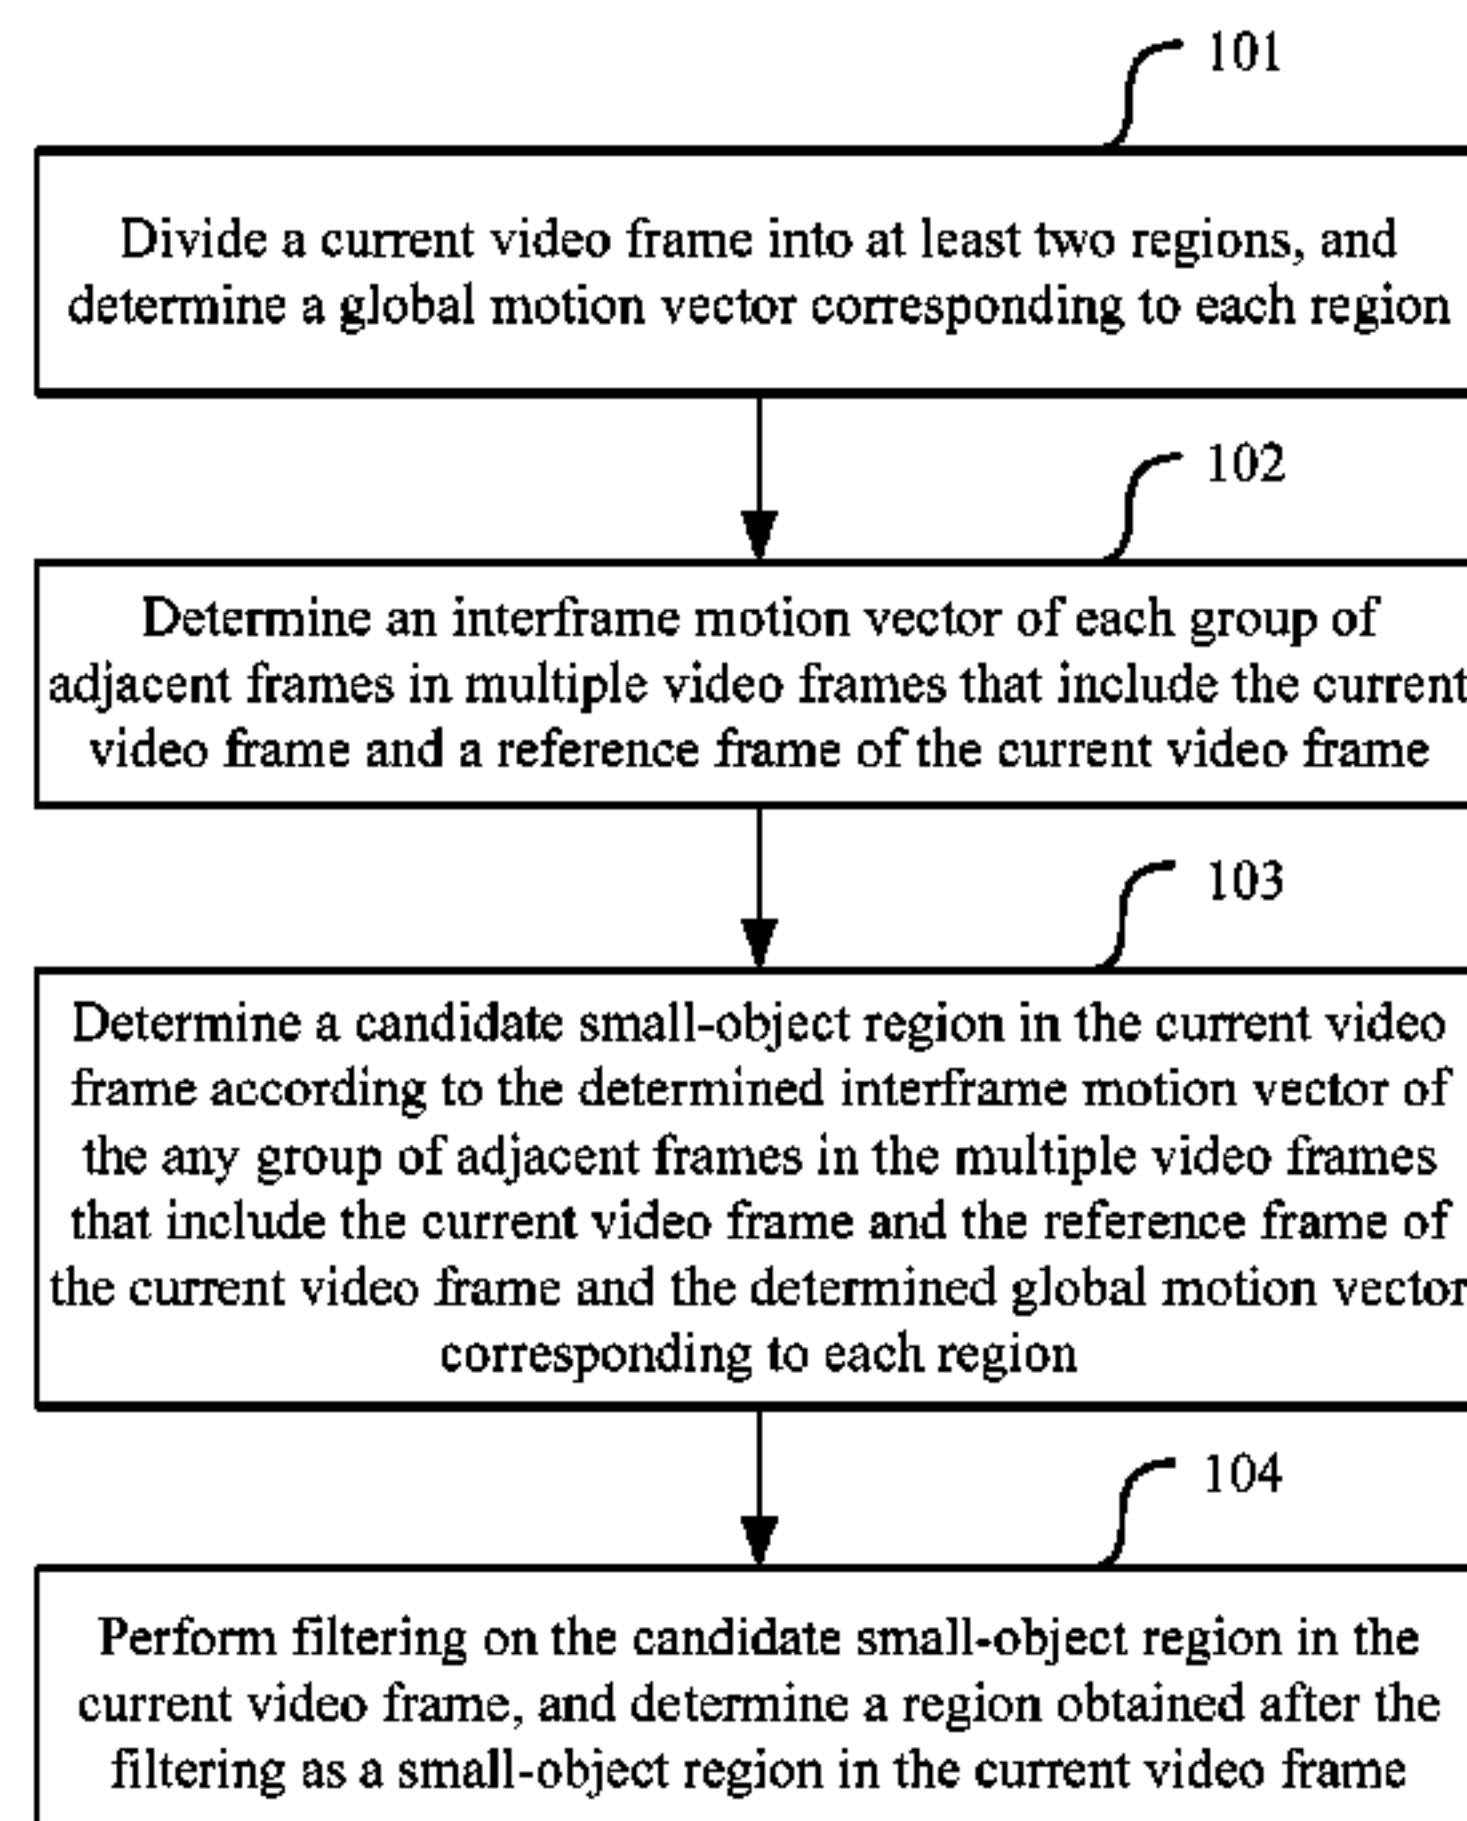 101
Divide a current video frame into at least two regions, and
determine a global motion vector corresponding to each region
102
Determine an interframe motion vector of each group of
adjacent frames in multiple video frames that include the current
video frame and a reference frame of the current video frame
103
Determine a candidate small-object region in the current video
frame according to the determined interframe motion vector of
the any group of adjacent frames in the multiple video frames
that include the current video frame and the reference frame of
the current video frame and the determined global motion vector
corresponding to each region
104
Perform filtering on the candidate small-object region in the
current video frame, and determine a region obtained after the
filtering as a small-object region in the current video frame